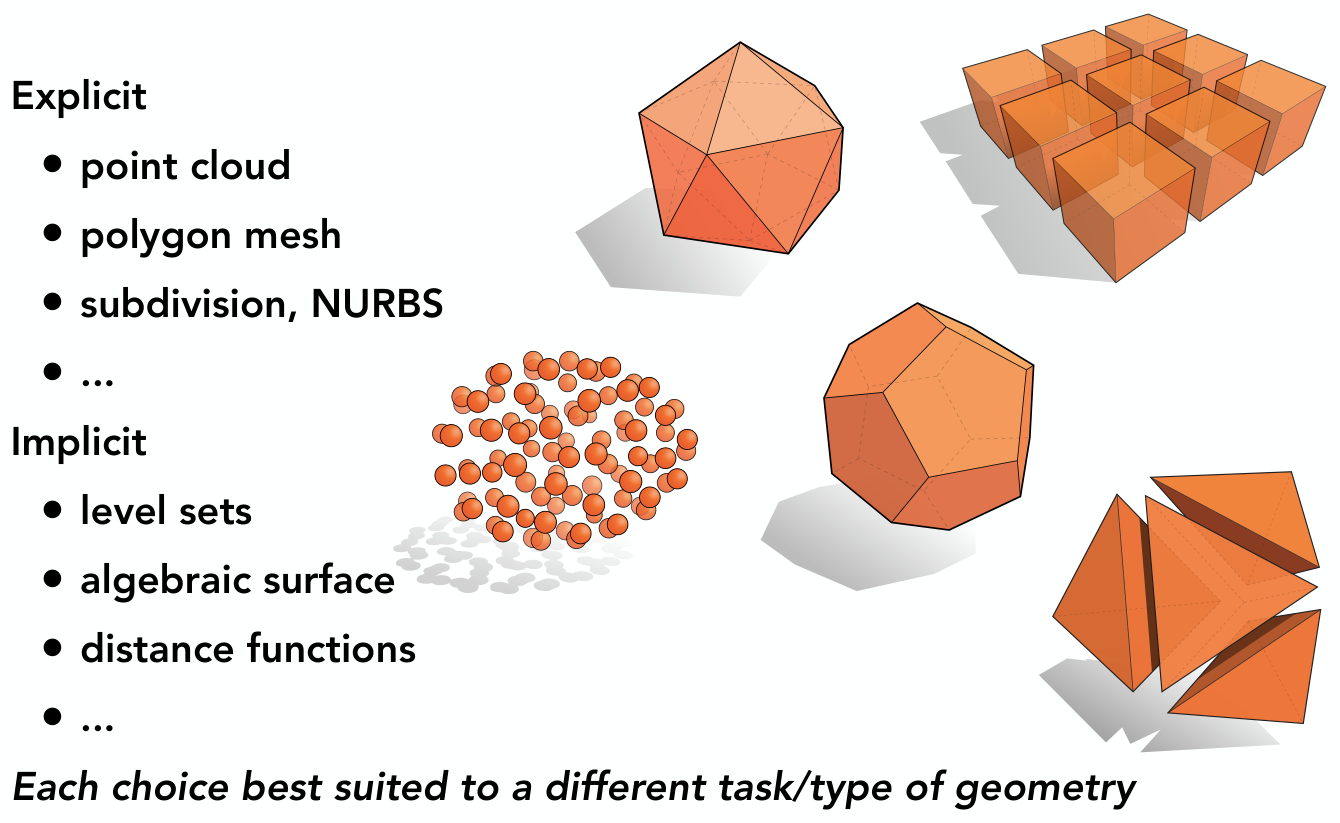 Explicit
• point cloud
• polygon mesh
• subdivision, NURBS
• ...
Implicit
• level sets
• algebraic surface
• distance functions
• ...
Each choice best suited to a different task/type of geometry